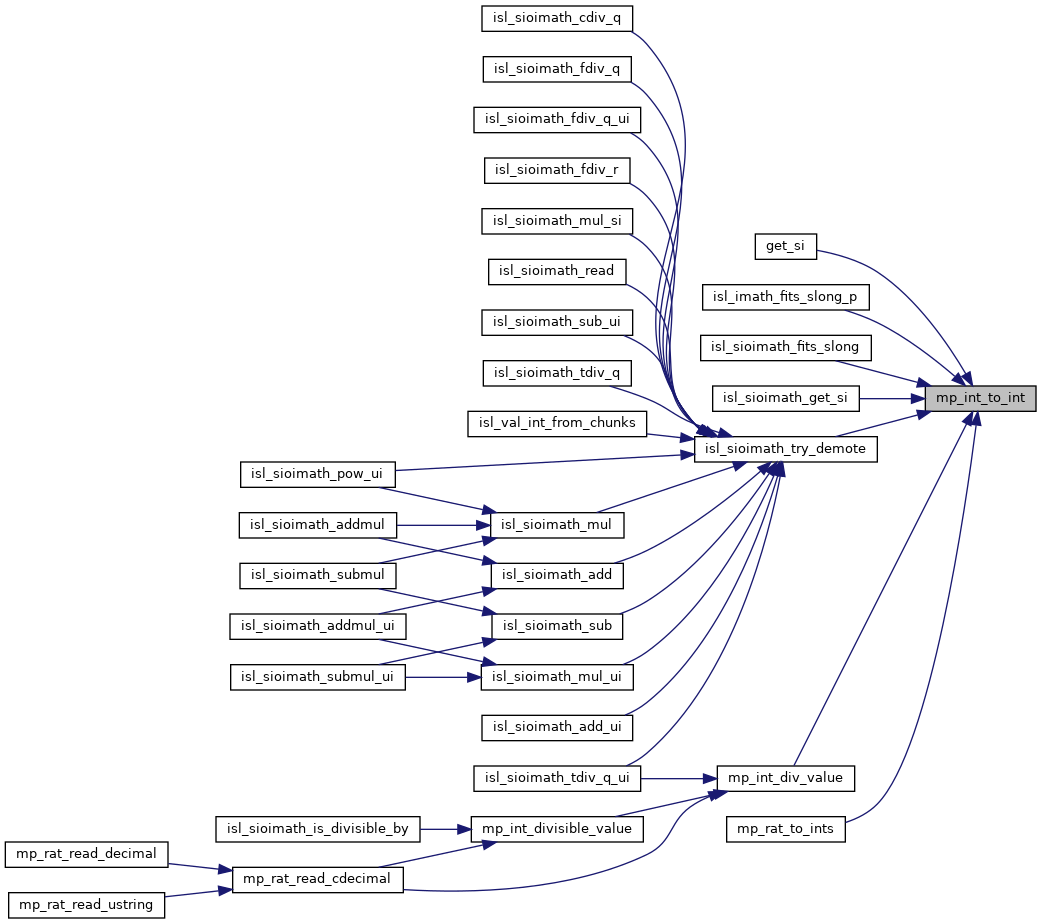 isl_sioimath_cdiv_q
isl_sioimath_fdiv_q
isl_sioimath_fdiv_q_ui
isl_sioimath_fdiv_r
isl_sioimath_mul_si
get_si
isl_sioimath_read
isl_imath_fits_slong_p
isl_sioimath_sub_ui
isl_sioimath_fits_slong
isl_sioimath_tdiv_q
isl_sioimath_get_si
mp_int_to_int
isl_val_int_from_chunks
isl_sioimath_try_demote
isl_sioimath_pow_ui
isl_sioimath_addmul
isl_sioimath_mul
isl_sioimath_submul
isl_sioimath_add
isl_sioimath_addmul_ui
isl_sioimath_sub
isl_sioimath_submul_ui
isl_sioimath_mul_ui
isl_sioimath_add_ui
isl_sioimath_tdiv_q_ui
mp_int_div_value
isl_sioimath_is_divisible_by
mp_int_divisible_value
mp_rat_to_ints
mp_rat_read_decimal
mp_rat_read_cdecimal
mp_rat_read_ustring